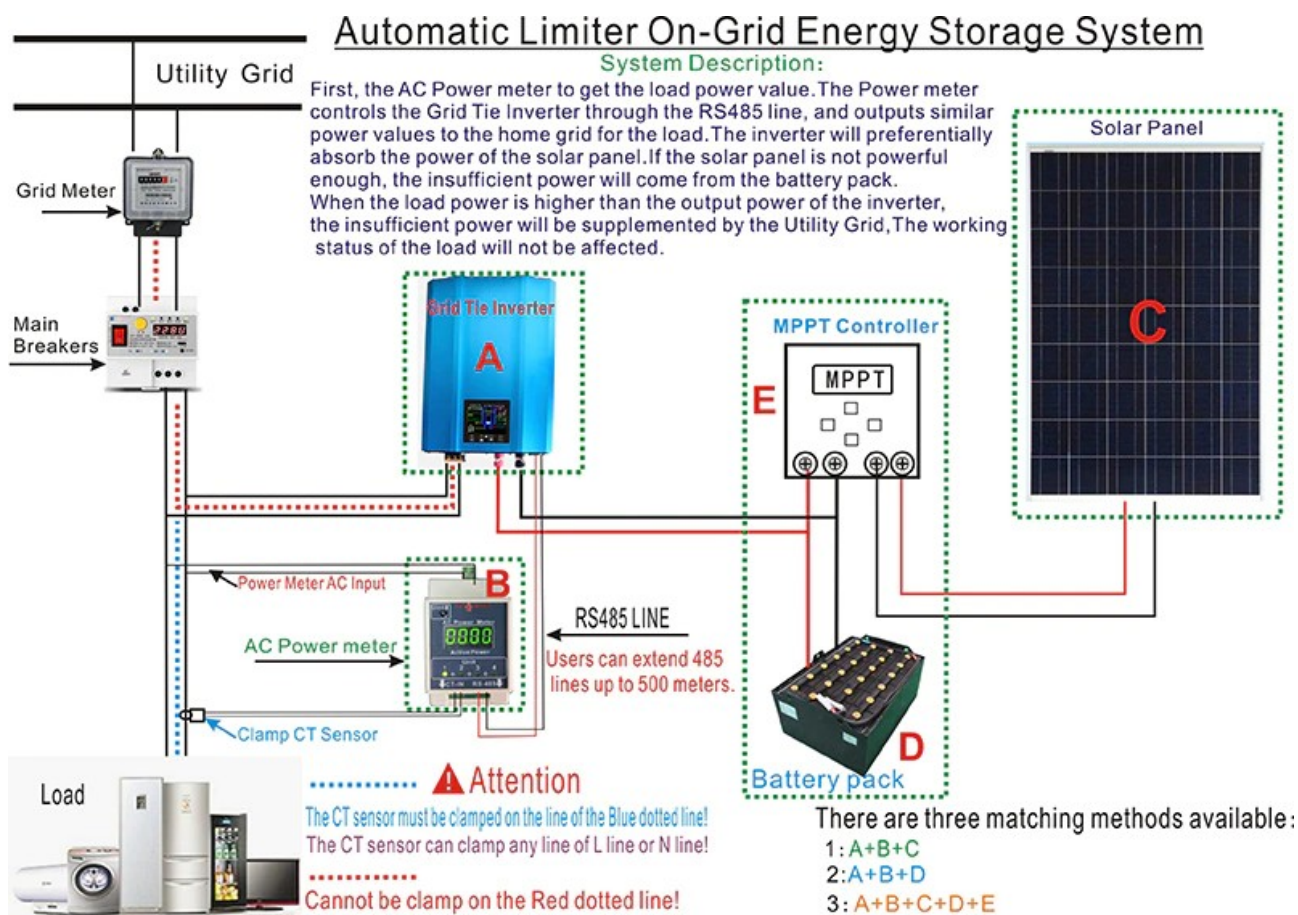 Automatic Limiter On-Grid Energy Storage System
System Description:
First, the AC Power meter to get the load power value.The Power meter
controls the Grid Tie Inverter through the RS485 line, and outputs similar
power values to the home grid for the load.The inverter will preferentially
absorb the power of the solar panel.If the solar panel is not powerful
enough, the insufficient power will come from the battery pack.
When the load power is higher than the output power of the inverter,
the insufficient power will be supplemented by the Utility Grid,The working
status of the load will not be affected.
Utility Grid
Grid Meter
Main
Breakers
Grid Tie Inverter
A
MPPT Controller
MPPT
E
Solar Panel
C
Power Meter AC Input
B
Power Meter
0000
Active Power
CT-IN RS-485
AC Power meter
RS485 LINE
Users can extend 485
lines up to 500 meters.
Clamp CT Sensor
D
Battery pack
Load
Attention
The CT sensor must be clamped on the line of the Blue dotted line!
The CT sensor can clamp any line of L line or N line!
Cannot be clamp on the Red dotted line!
There are three matching methods available:
1: A+B+C
2:A+B+D
3: A+B+C+D+E